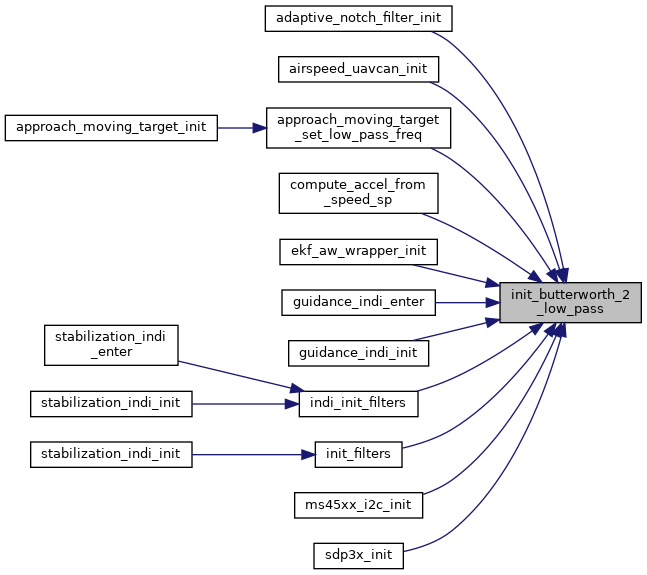 adaptive_notch_filter_init
airspeed_uavcan_init
approach_moving_target_init
approach_moving_target
_set_low_pass_freq
compute_accel_from
_speed_sp
ekf_aw_wrapper_init
init_butterworth_2
_low_pass
guidance_indi_enter
guidance_indi_init
stabilization_indi
_enter
stabilization_indi_init
indi_init_filters
stabilization_indi_init
init_filters
ms45xx_i2c_init
sdp3x_init